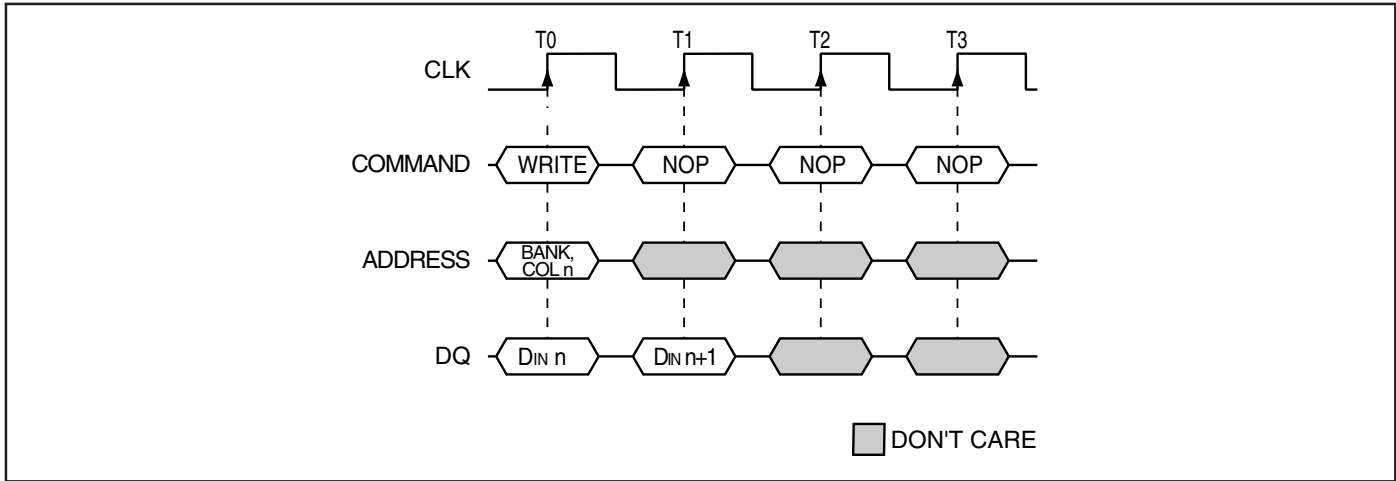 T0 T1 T2 T3
CLK
COMMAND WRITE NOP NOP NOP
ADDRESS BANK,
COL n
DQ DIN n DIN n+1
DON'T CARE